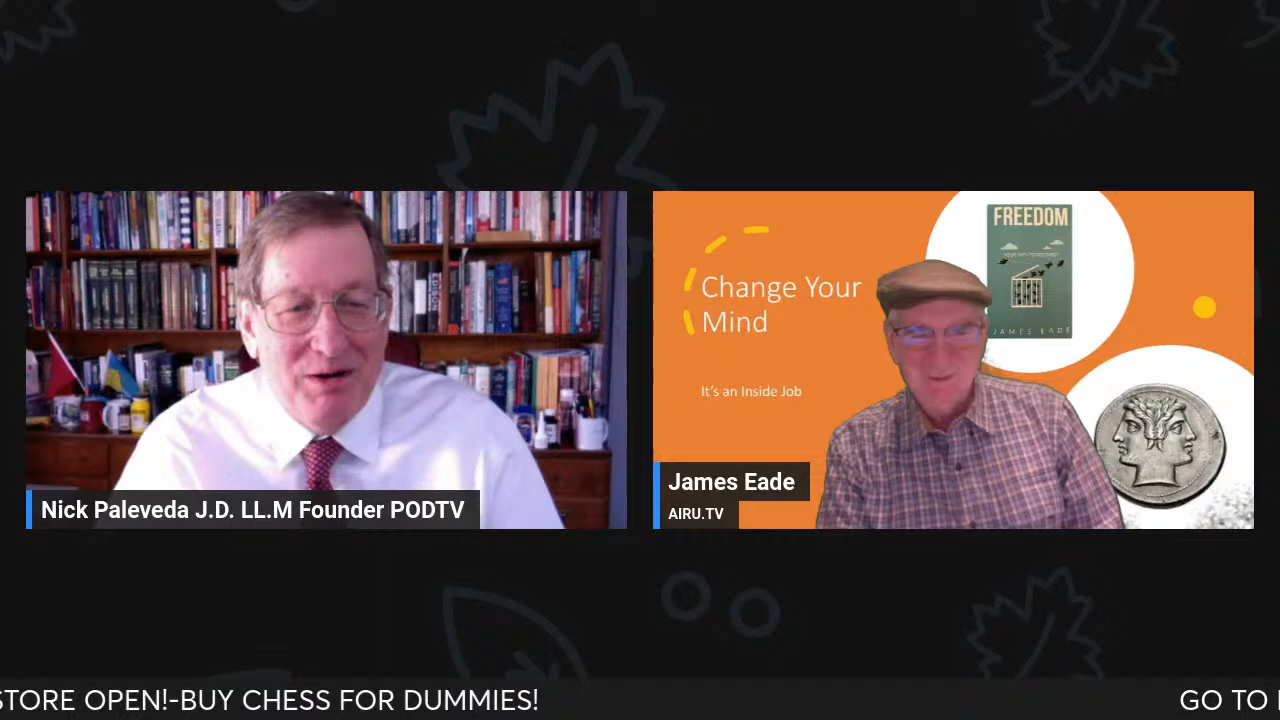 FREEDOM
JAMES EADE
Change Your
Mind
It's an Inside Job
Nick Paleveda J.D. LL.M Founder PODTV
James Eade
AIRU.TV
STORE OPEN!-BUY CHESS FOR DUMMIES!
GO TO